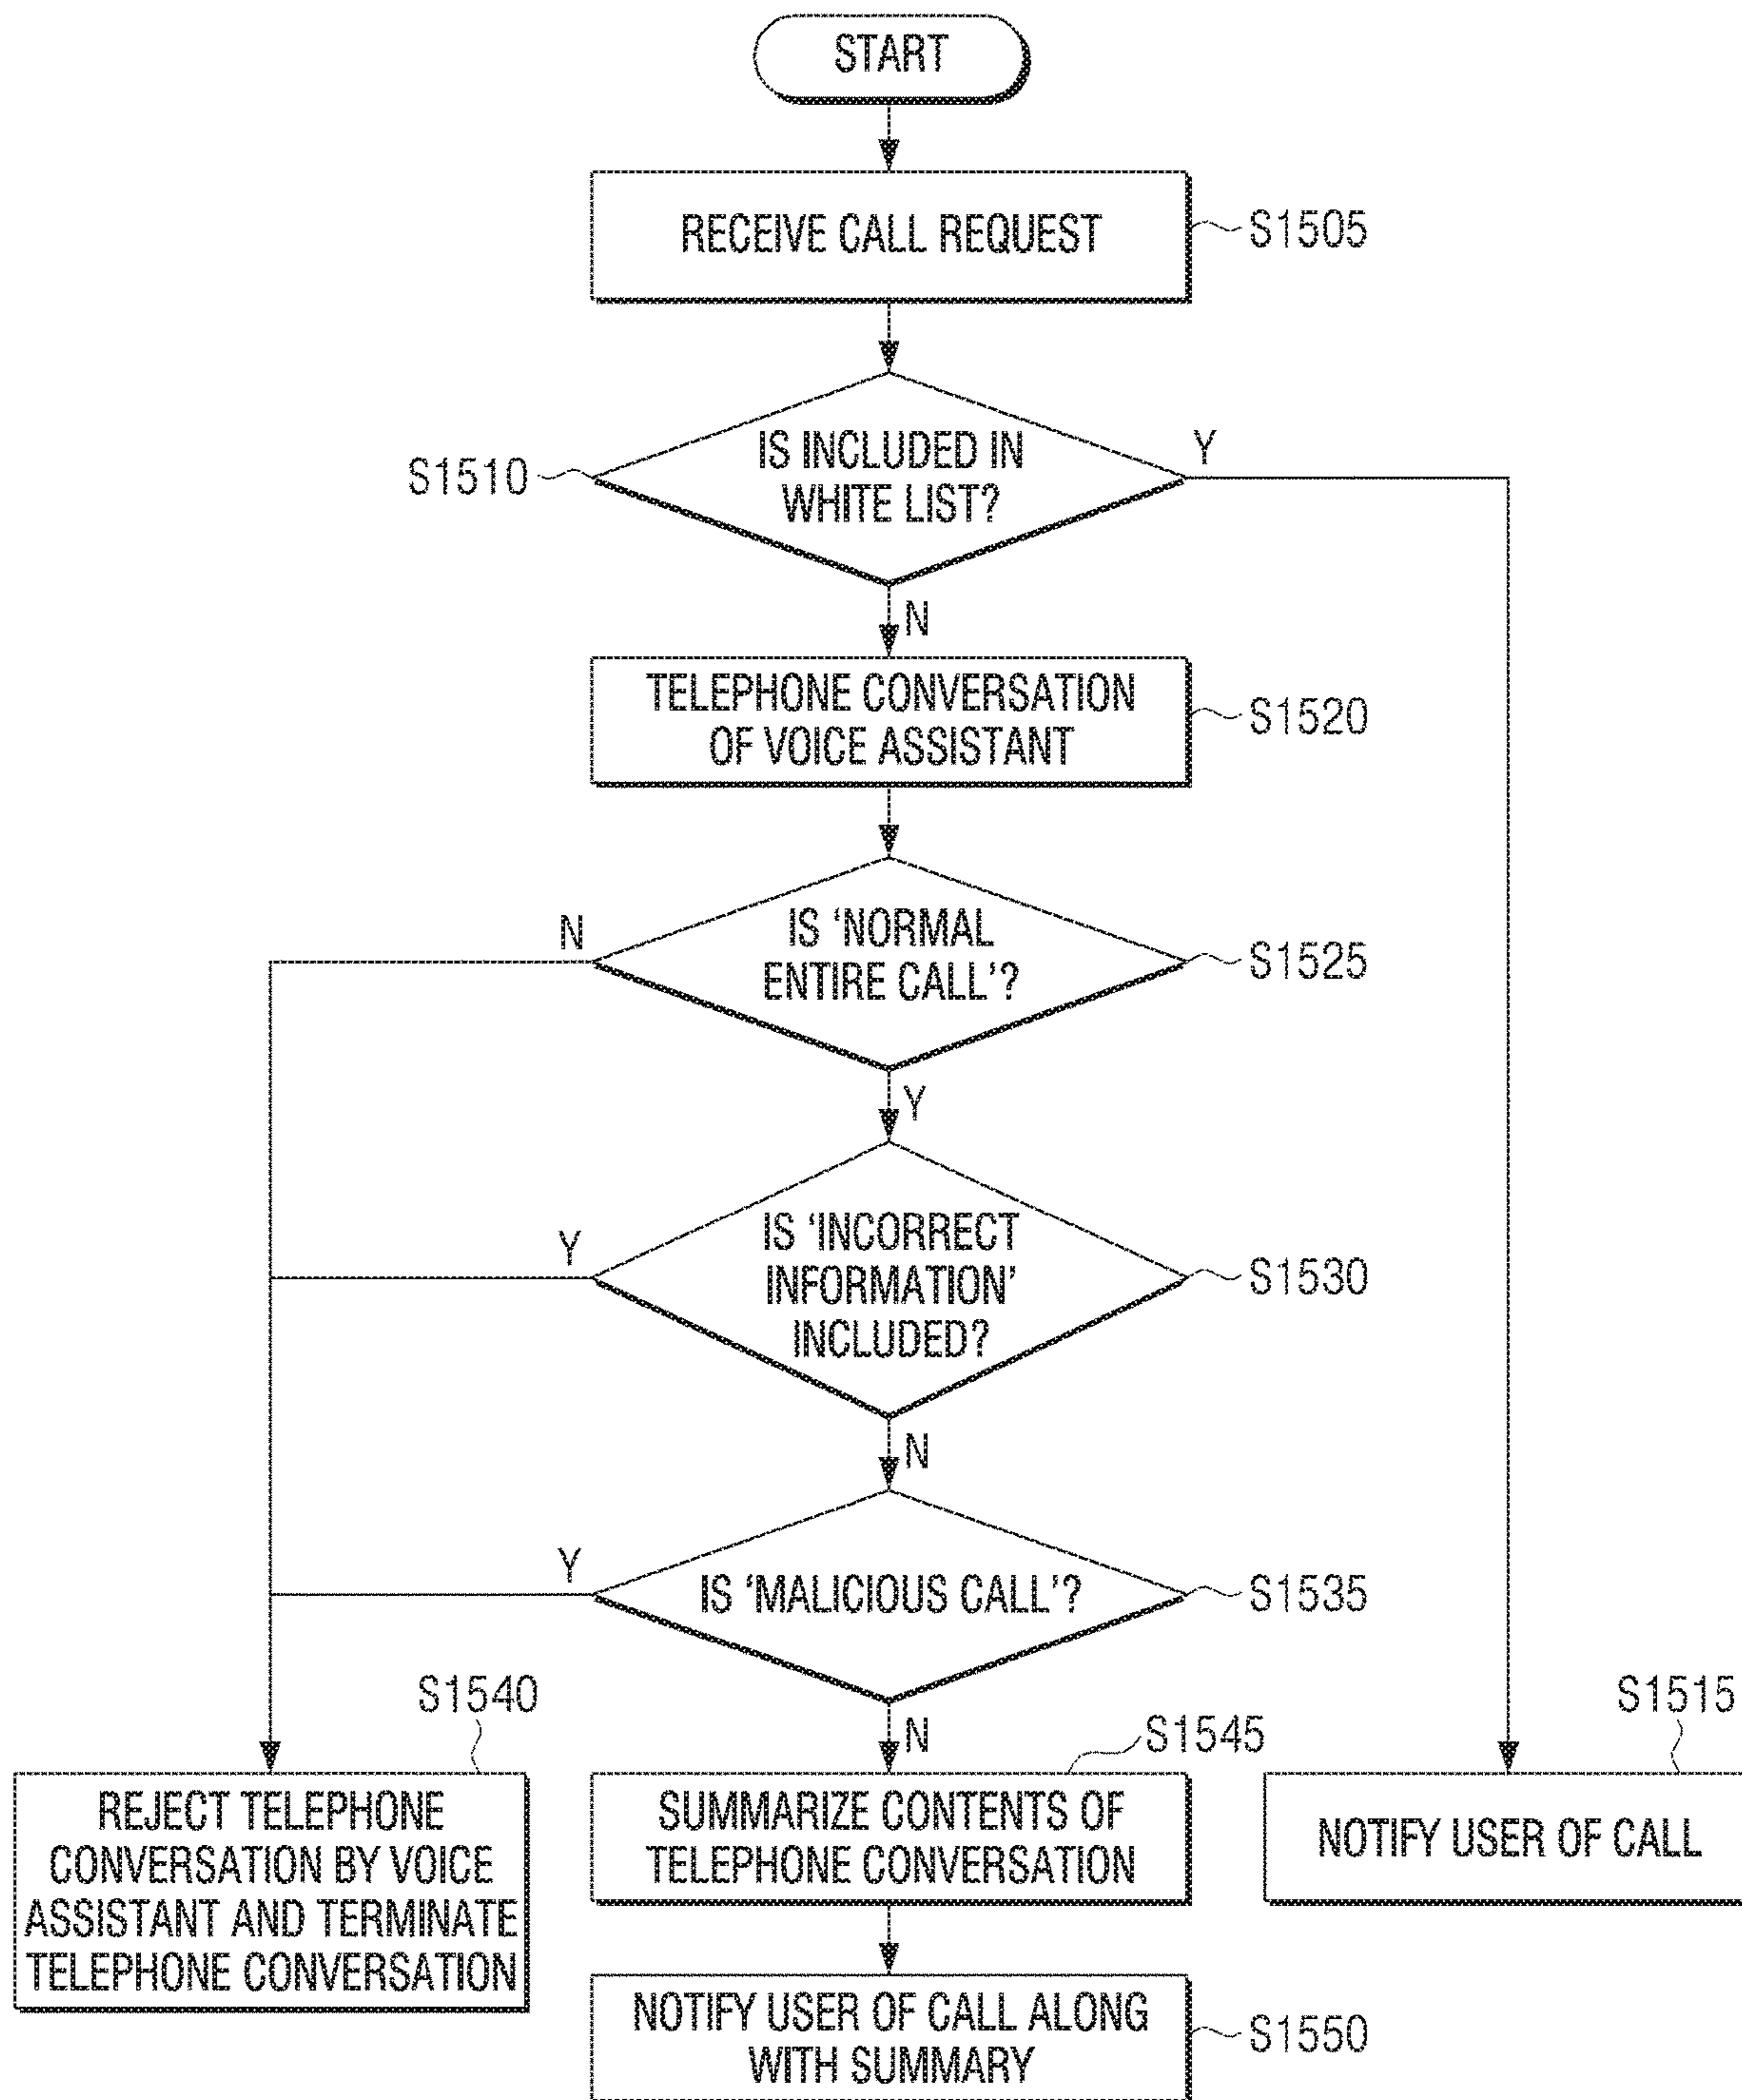 START
RECEIVE CALL REQUEST
S1505
S1510
IS INCLUDED IN
WHITE LIST?
Y
N
TELEPHONE CONVERSATION
OF VOICE ASSISTANT
S1520
N
IS 'NORMAL
ENTIRE CALL'?
S1525
Y
Y
IS 'INCORRECT
INFORMATION'
INCLUDED?
S1530
N
Y
IS 'MALICIOUS CALL'?
S1535
N
S1540
REJECT TELEPHONE
CONVERSATION BY VOICE
ASSISTANT AND TERMINATE
TELEPHONE CONVERSATION
S1545
SUMMARIZE CONTENTS OF
TELEPHONE CONVERSATION
S1515
NOTIFY USER OF CALL
NOTIFY USER OF CALL ALONG
WITH SUMMARY
S1550